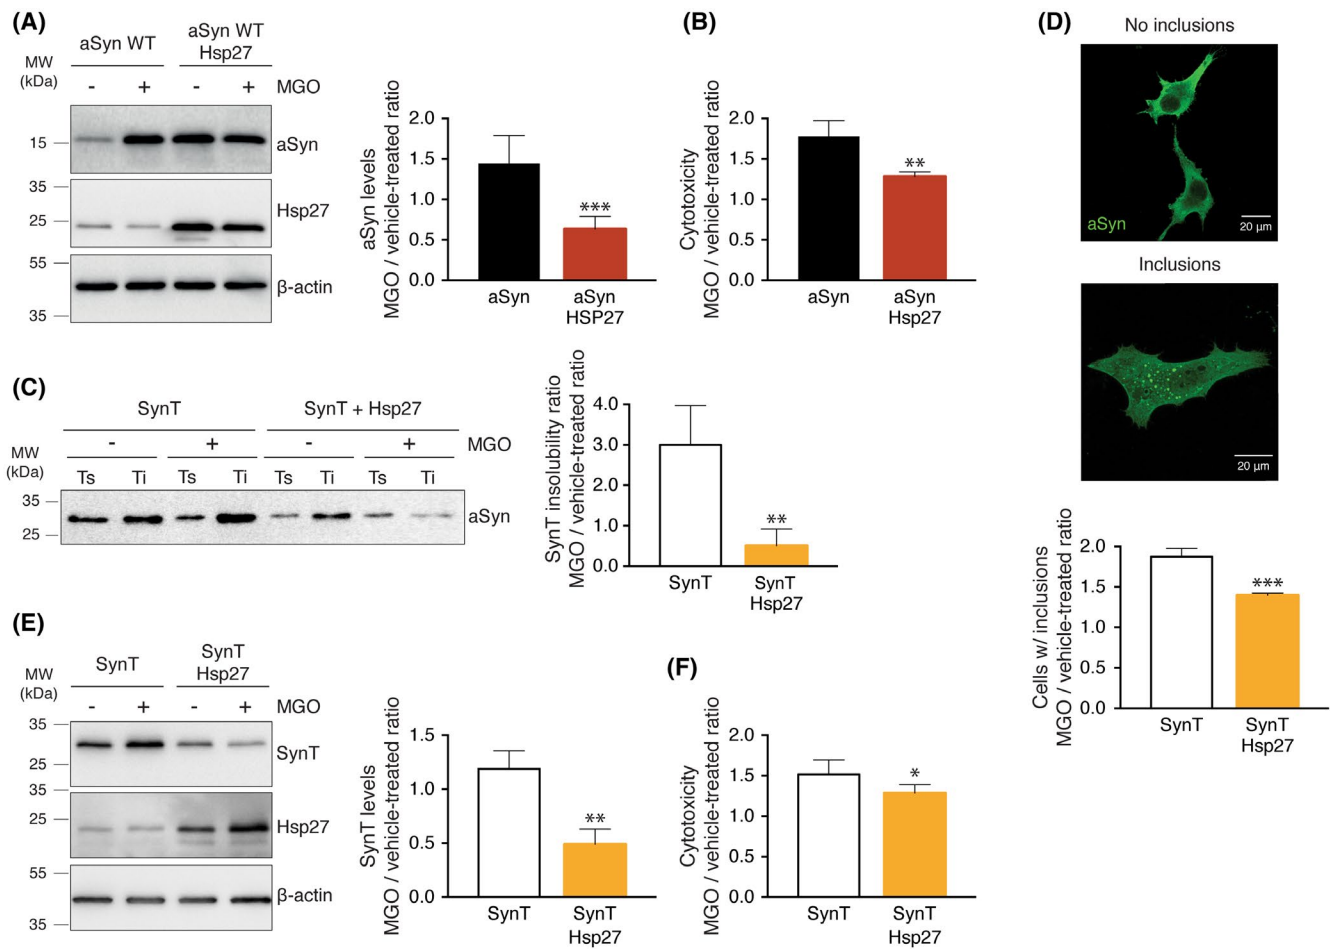 (A)
aSyn WT
aSyn WT
Hsp27
MW
(kDa)
- + - + MGO
15
aSyn
35
25
Hsp27
55
35
β-actin
aSyn levels
MGO / vehicle-treated ratio
2.0
1.5
1.0
0.5
0.0
***
aSyn
aSyn
HSP27
(B)
Cytotoxicity
MGO / vehicle-treated ratio
2.0
1.5
1.0
0.5
0.0
**
aSyn
aSyn
Hsp27
(C)
SynT
SynT + Hsp27
- + - + MGO
MW
(kDa)
Ts Ti Ts Ti Ts Ti Ts Ti
35
25
aSyn
SynT insolubility ratio
MGO / vehicle-treated ratio
4.0
3.0
2.0
1.0
0.0
**
SynT
SynT
Hsp27
(D)
No inclusions
aSyn
20 µm
Inclusions
20 µm
Cells w/ inclusions
MGO / vehicle-treated ratio
2.0
1.5
1.0
0.5
0.0
***
SynT
SynT
Hsp27
(E)
SynT
SynT
Hsp27
MW
(kDa)
- + - + MGO
35
25
SynT
35
25
Hsp27
55
35
β-actin
SynT levels
MGO / vehicle-treated ratio
1.5
1.0
0.5
0.0
**
SynT
SynT
Hsp27
(F)
Cytotoxicity
MGO / vehicle-treated ratio
2.0
1.5
1.0
0.5
0.0
*
SynT
SynT
Hsp27